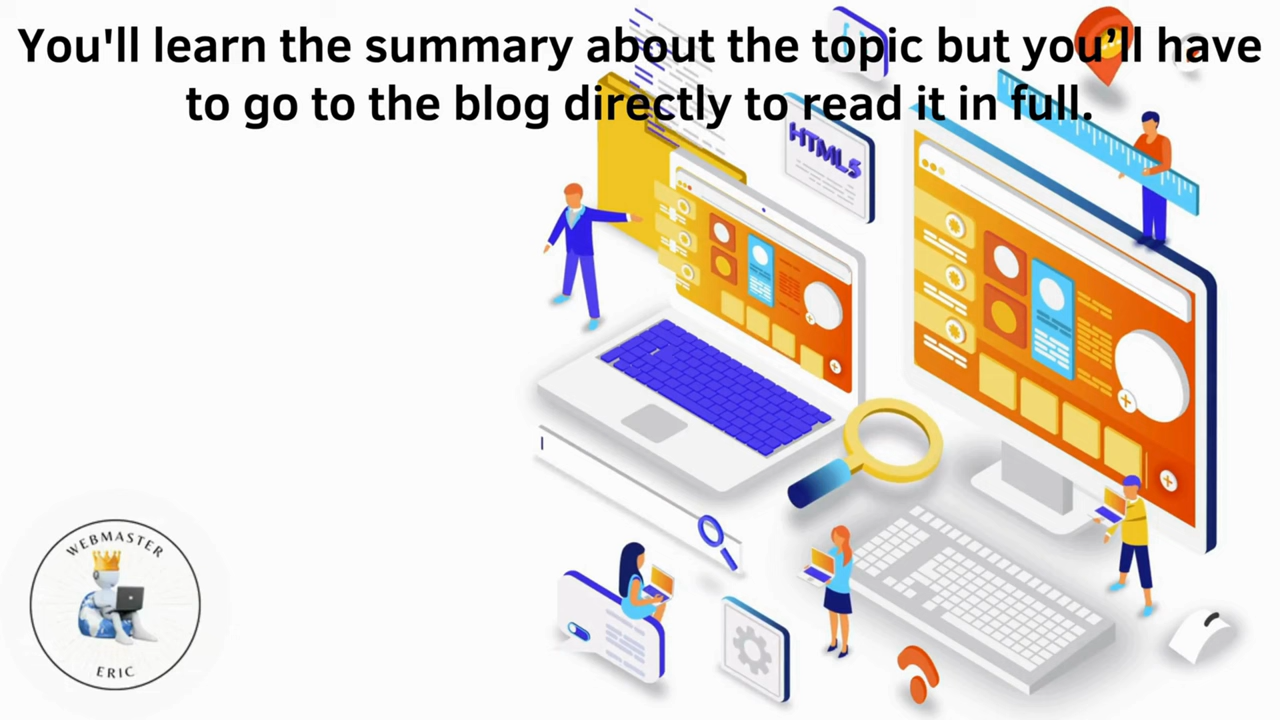 You'll learn the summary about the topic but you’ll have
to go to the blog directly to read it in full.
HTML5
WEBMASTER
ERIC